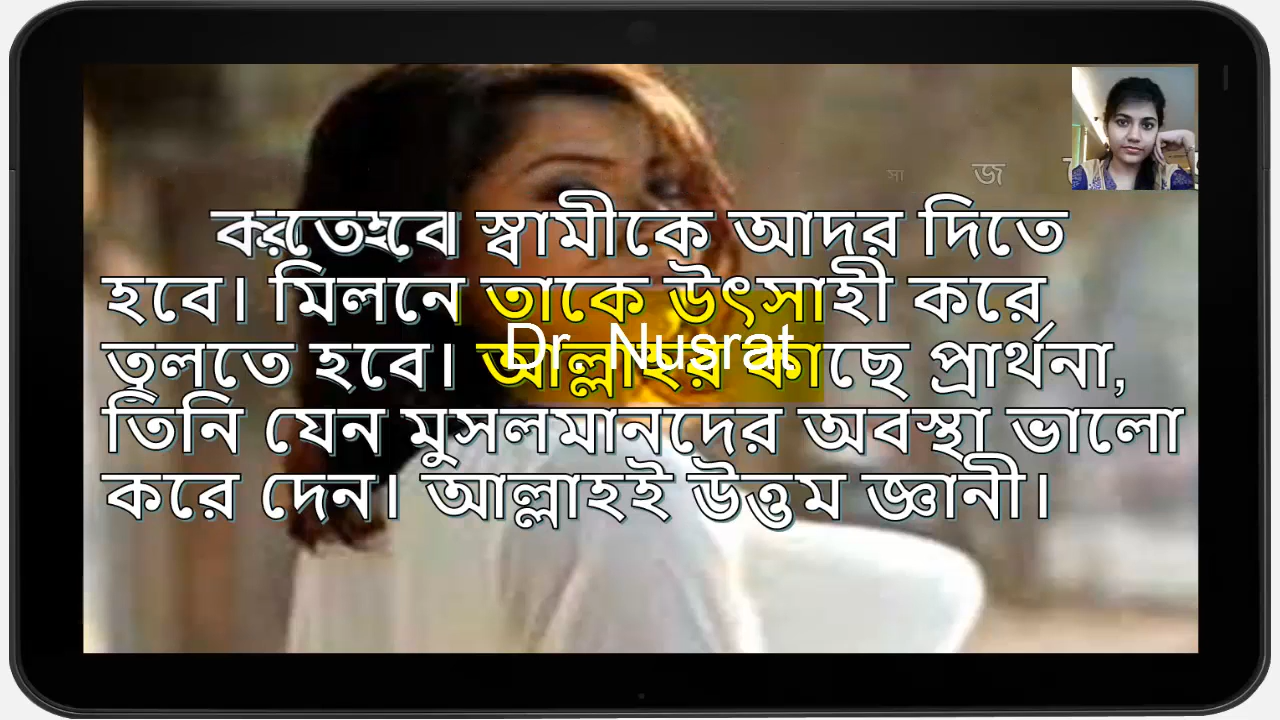 সা জ
করতে হবে। স্বামীকে আদর দিতে
হবে। মিলনে তাকে উৎসাহী করে
তুলতে হবে। আল্লাহর কাছে প্রার্থনা,
Dr Nusrat
তিনি যেন মুসলমানদের অবস্থা ভালো
করে দেন। আল্লাহই উত্তম জ্ঞানী।